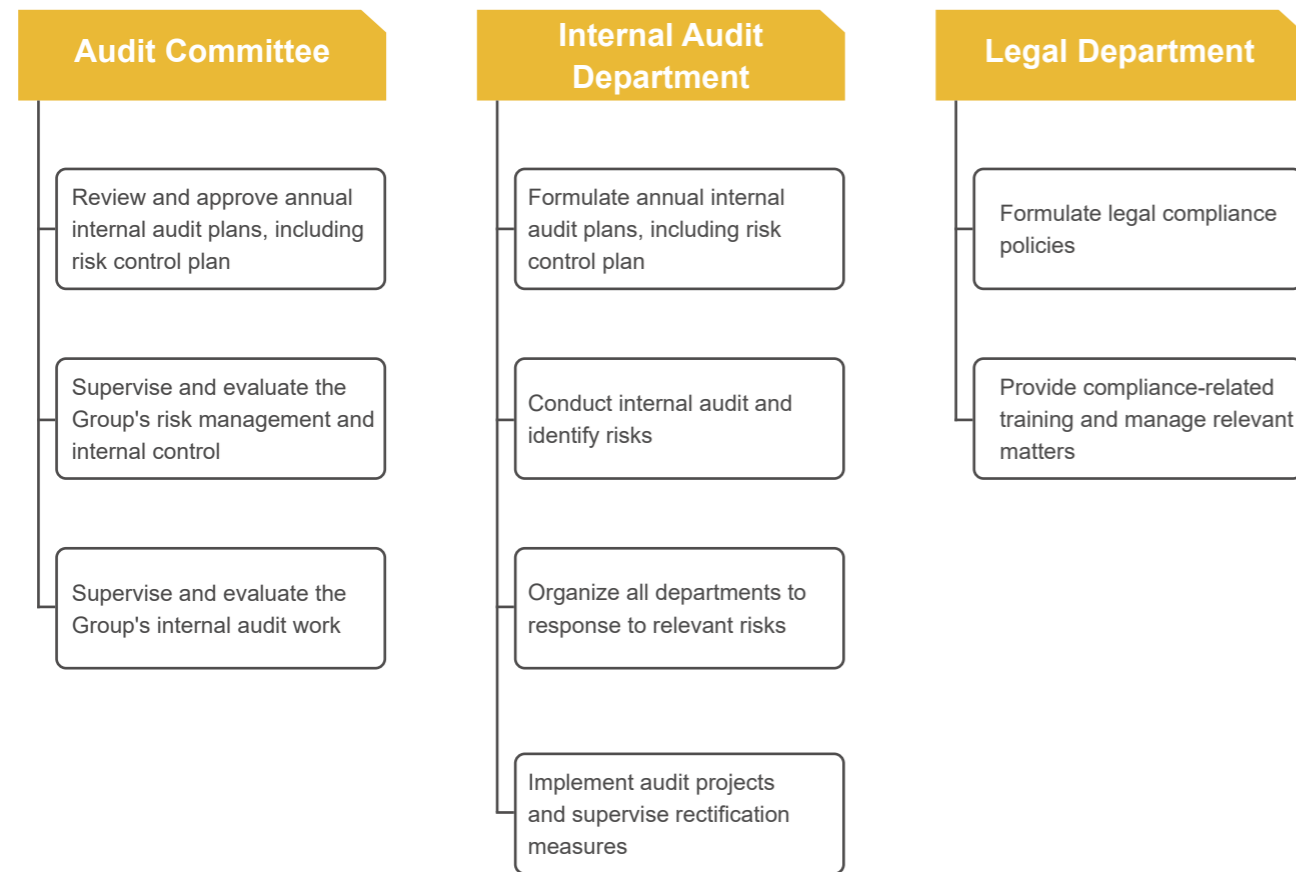 Audit Committee
Review and approve annual
internal audit plans, including
risk control plan
Supervise and evaluate the
Group's risk management and
internal control
Supervise and evaluate the
Group's internal audit work
Internal Audit
Department
Formulate annual internal
audit plans, including risk
control plan
Conduct internal audit and
identify risks
Organize all departments to
response to relevant risks
Implement audit projects
and supervise rectification
measures
Legal Department
Formulate legal compliance
policies
Provide compliance-related
training and manage relevant
matters